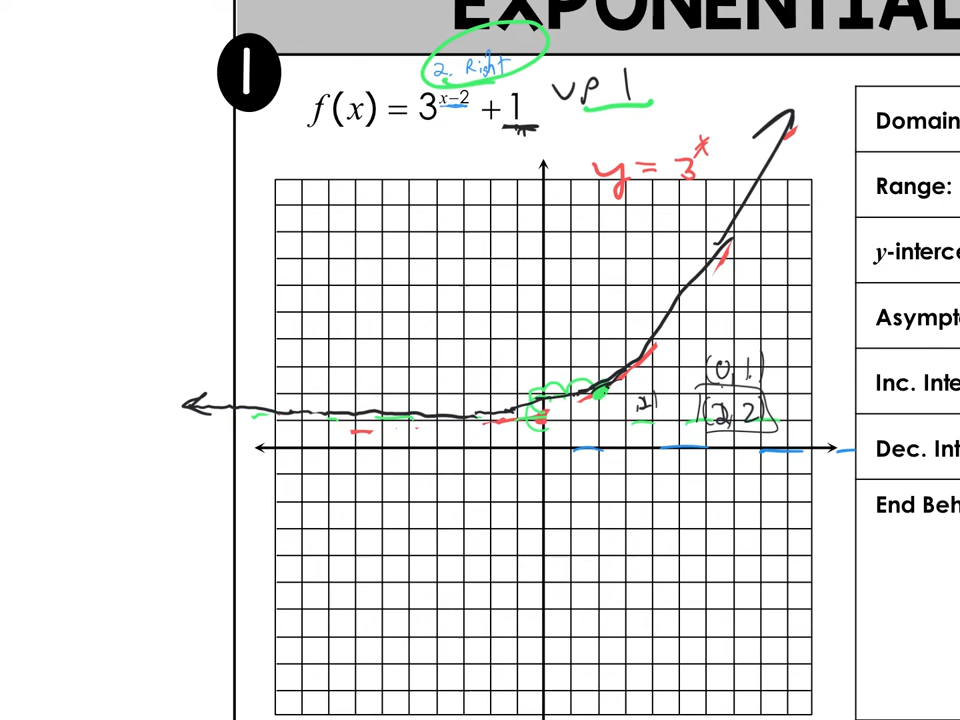 EXPONENTIAL
1
2. Right
f(x) = 3^{x-2} + 1
up 1
y = 3^x
(0, 1)
(2, 2)
Domain
Range:
y-interce
Asympt
Inc. Inte
Dec. Int
End Beh